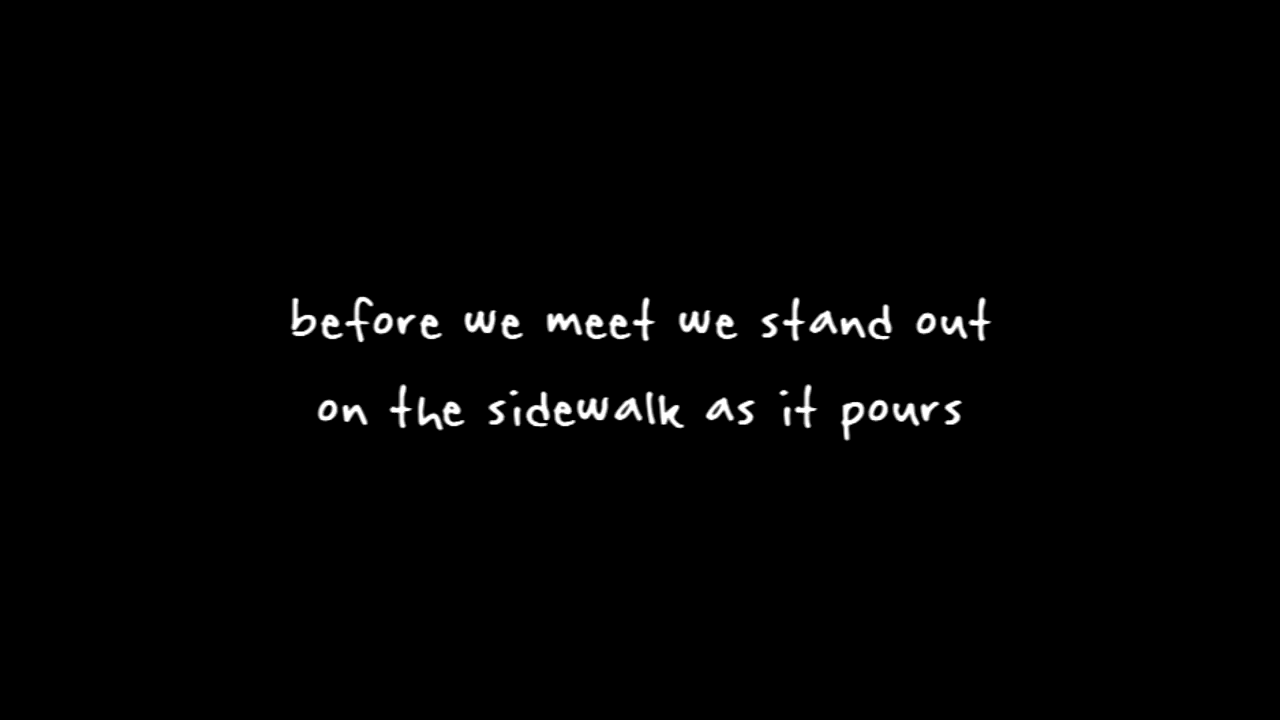 before we meet we stand out
on the sidewalk as it pours